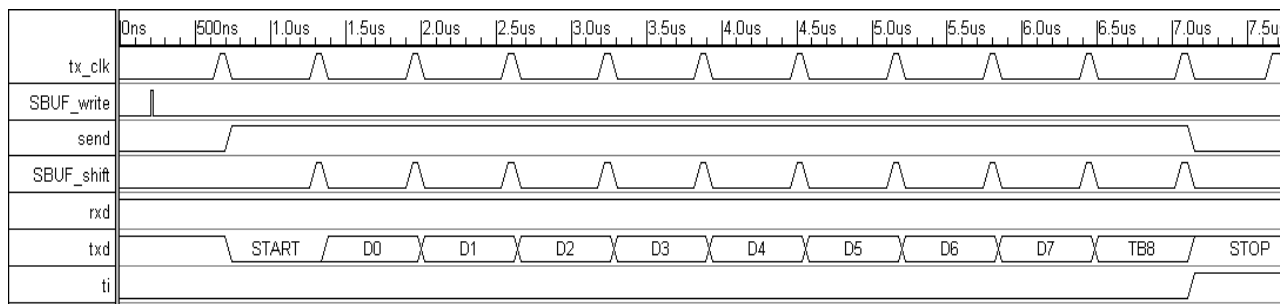 0ns 500ns 1.0us 1.5us 2.0us 2.5us 3.0us 3.5us 4.0us 4.5us 5.0us 5.5us 6.0us 6.5us 7.0us 7.5u
tx_clk
SBUF_write
send
SBUF_shift
rxd
txd START D0 D1 D2 D3 D4 D5 D6 D7 TB8 STOP
ti